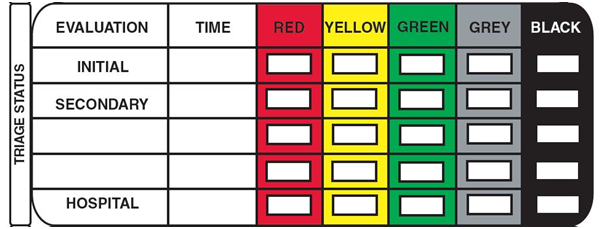 TRIAGE STATUS
EVALUATION TIME RED YELLOW GREEN GREY BLACK
INITIAL
SECONDARY
HOSPITAL